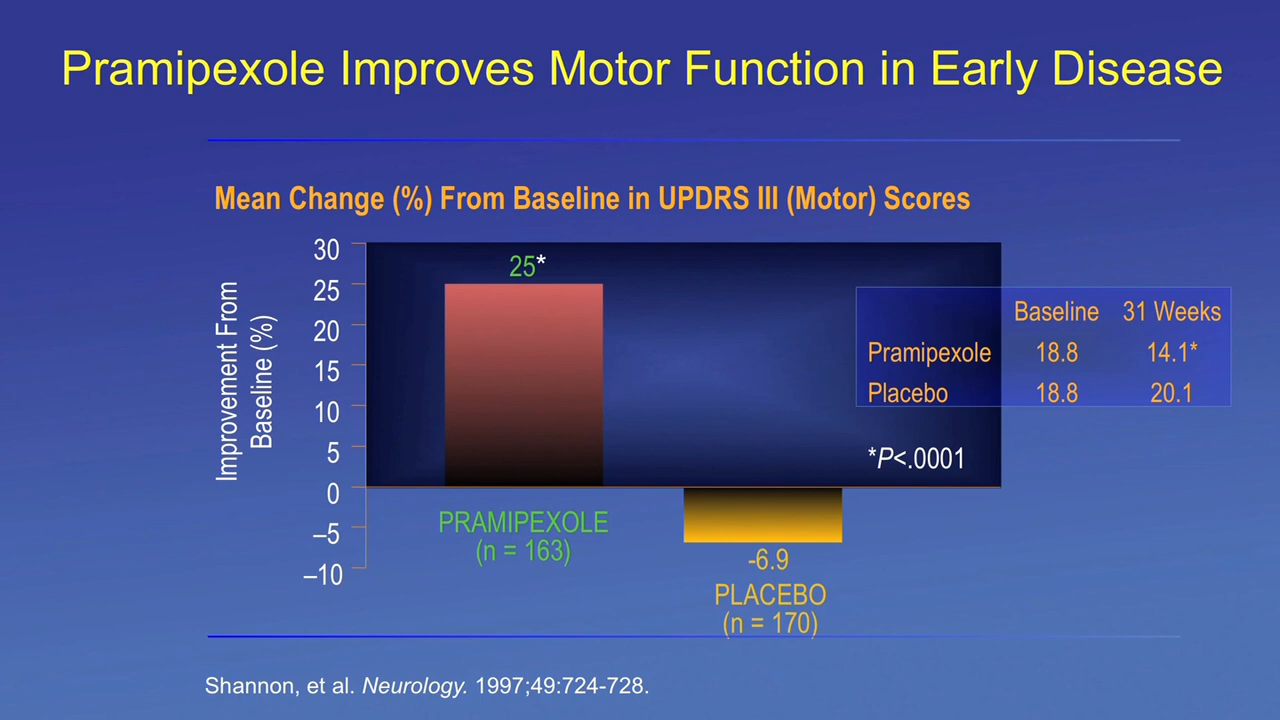 Pramipexole Improves Motor Function in Early Disease
Mean Change (%) From Baseline in UPDRS III (Motor) Scores
Improvement From
Baseline (%)
30
25
20
15
10
5
0
–5
–10
25*
PRAMIPEXOLE
(n = 163)
-6.9
PLACEBO
(n = 170)
Baseline 31 Weeks
Pramipexole 18.8 14.1*
Placebo 18.8 20.1
*P<.0001
Shannon, et al. Neurology. 1997;49:724-728.